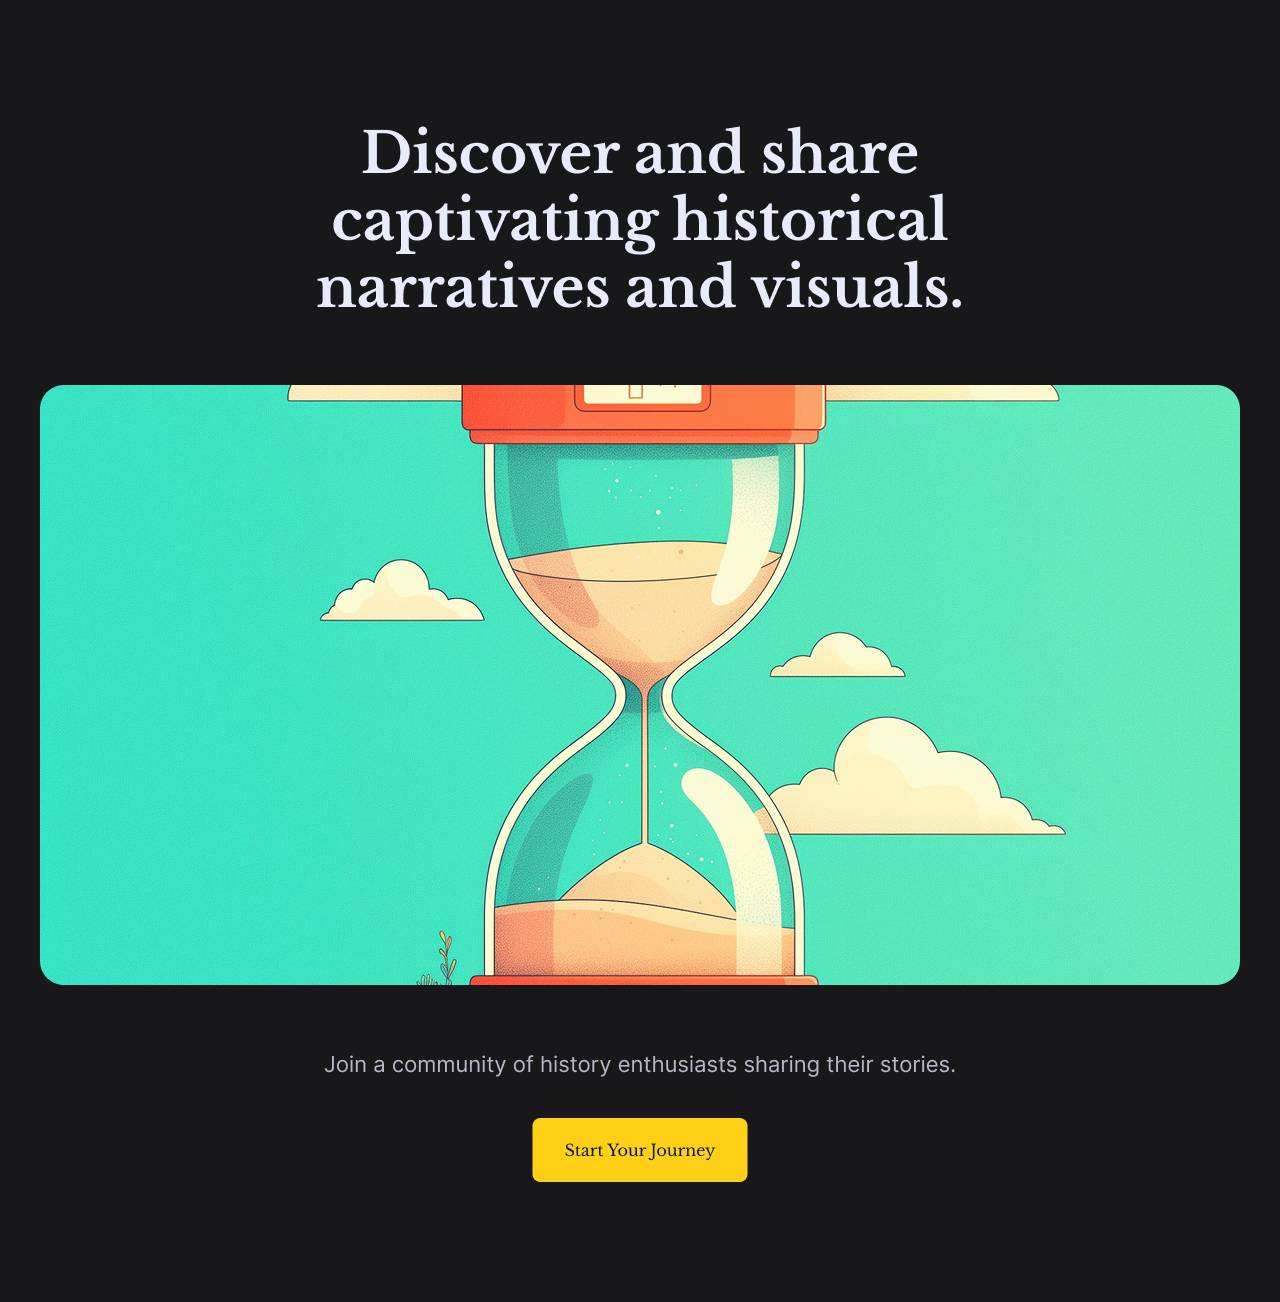 Discover and share
captivating historical
narratives and visuals.
Join a community of history enthusiasts sharing their stories.
Start Your Journey